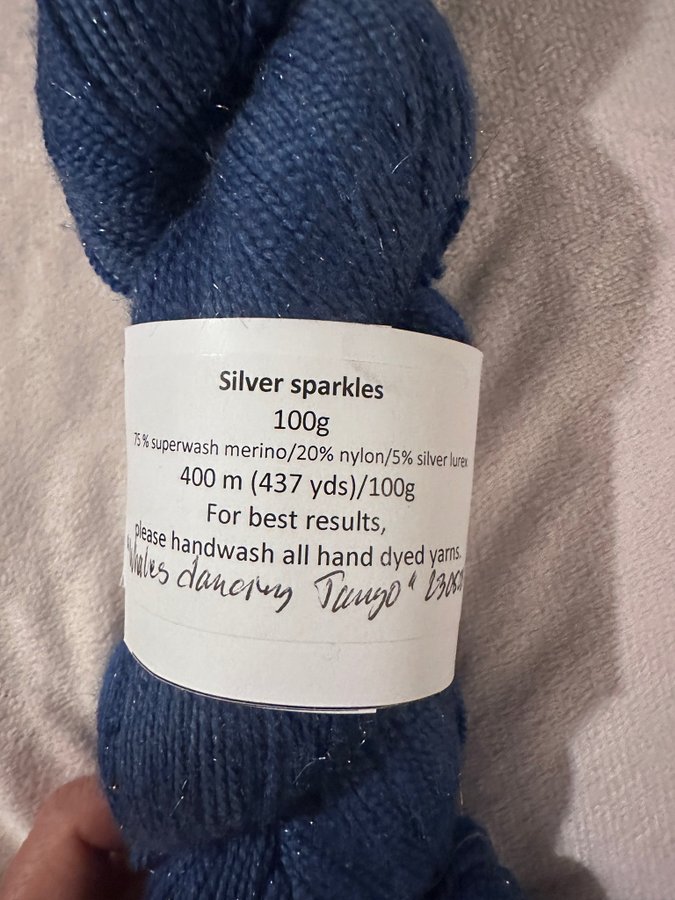 Silver sparkles
100g
75% superwash merino/20% nylon/5% silver lurex
400 m (437 yds)/100g
For best results,
please handwash all hand dyed yarns.
"Whales dancing Tango"